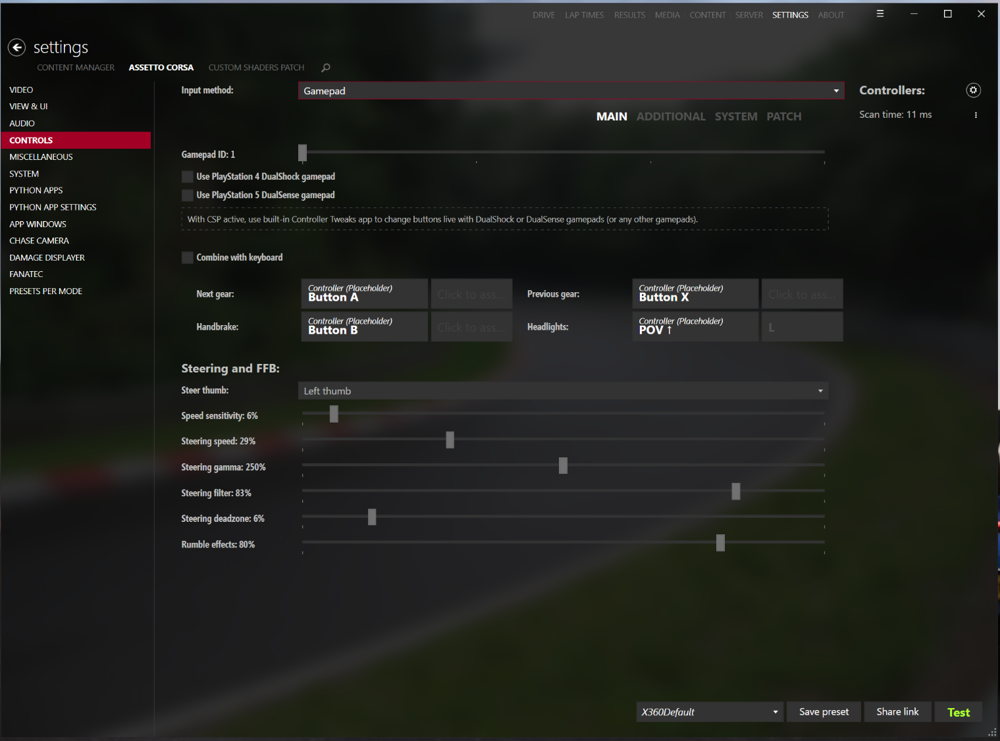 DRIVE LAP TIMES RESULTS MEDIA CONTENT SERVER SETTINGS ABOUT
settings
CONTENT MANAGER ASSETTO CORSA CUSTOM SHADERS PATCH
VIDEO
VIEW & UI
AUDIO
CONTROLS
MISCELLANEOUS
SYSTEM
PYTHON APPS
PYTHON APP SETTINGS
APP WINDOWS
CHASE CAMERA
DAMAGE DISPLAYER
FANATEC
PRESETS PER MODE
Input method: Gamepad
MAIN ADDITIONAL SYSTEM PATCH
Gamepad ID: 1
Use PlayStation 4 DualShock gamepad
Use PlayStation 5 DualSense gamepad
With CSP active, use built-in Controller Tweaks app to change buttons live with DualShock or DualSense gamepads (or any other gamepads).
Combine with keyboard
Next gear: Controller (Placeholder) Button A Click to ass... Previous gear: Controller (Placeholder) Button X Click to ass...
Handbrake: Controller (Placeholder) Button B Click to ass... Headlights: Controller (Placeholder) POV ↑ L
Steering and FFB:
Steer thumb: Left thumb
Speed sensitivity: 6%
Steering speed: 29%
Steering gamma: 250%
Steering filter: 83%
Steering deadzone: 6%
Rumble effects: 80%
Controllers:
Scan time: 11 ms
X360Default Save preset Share link Test